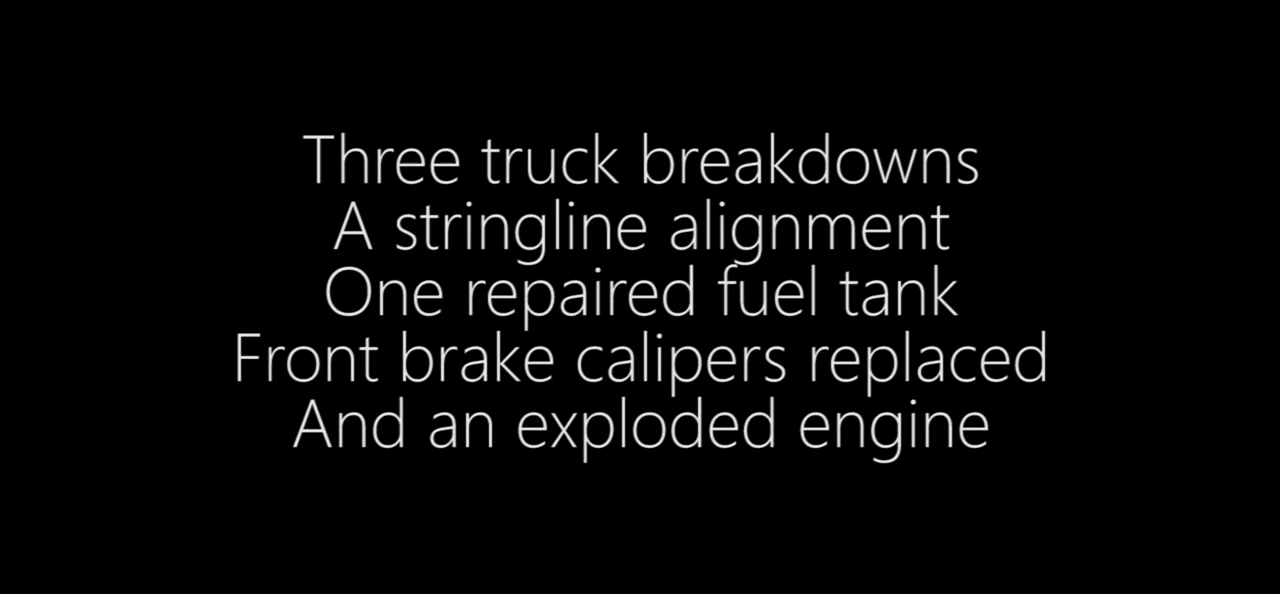 Three truck breakdowns
A stringline alignment
One repaired fuel tank
Front brake calipers replaced
And an exploded engine